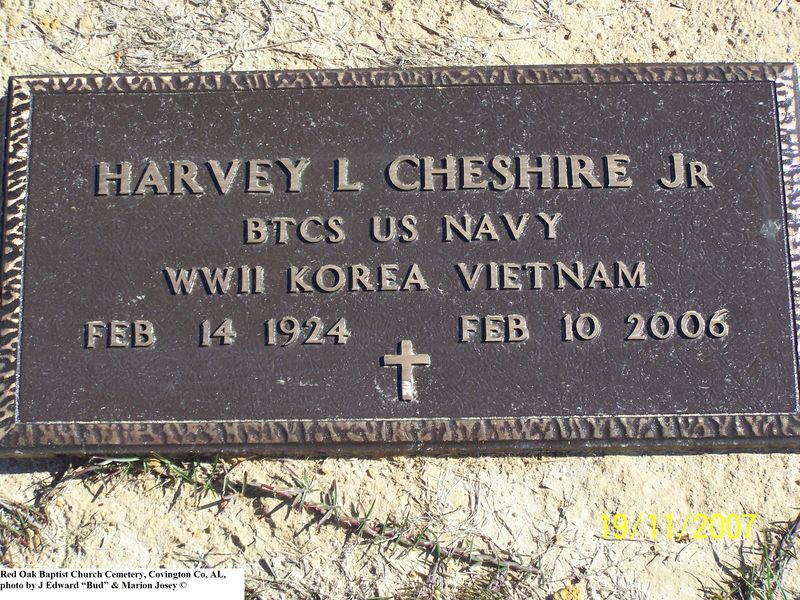 HARVEY L CHESHIRE JR
BTCS US NAVY
WWII KOREA VIETNAM
FEB 14 1924 FEB 10 2006
19/11/2007
Red Oak Baptist Church Cemetery, Covington Co, AL,
photo by J Edward “Bud” & Marion Josey ©